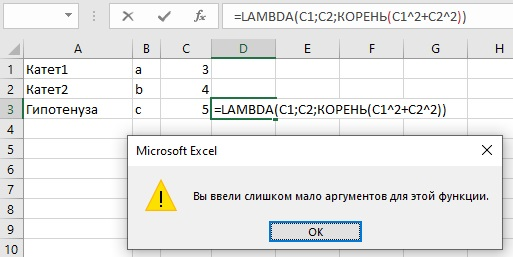 =LAMBDA(C1;C2;КОРЕНЬ(C1^2+C2^2))
A B C D E F G H
1 Катет1 a 3
2 Катет2 b 4
3 Гипотенуза c 5 =LAMBDA(C1;C2;КОРЕНЬ(C1^2+C2^2))
4
5
Microsoft Excel
6
7
Вы ввели слишком мало аргументов для этой функции.
8
9
OK
10